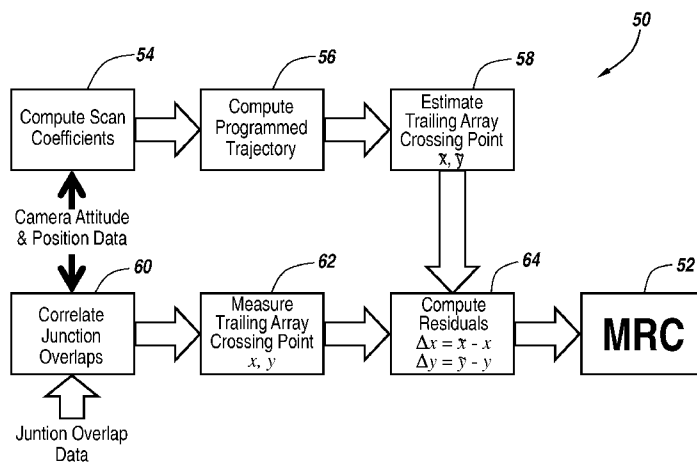 50
54
56
58
Compute Scan
Coefficients
Compute
Programmed
Trajectory
Estimate
Trailing Array
Crossing Point
x̃, ỹ
Camera Attitude
& Position Data
60
62
64
52
Correlate
Junction
Overlaps
Measure
Trailing Array
Crossing Point
x, y
Compute
Residuals
Δx = x̃ - x
Δy = ỹ - y
MRC
Juntion Overlap
Data